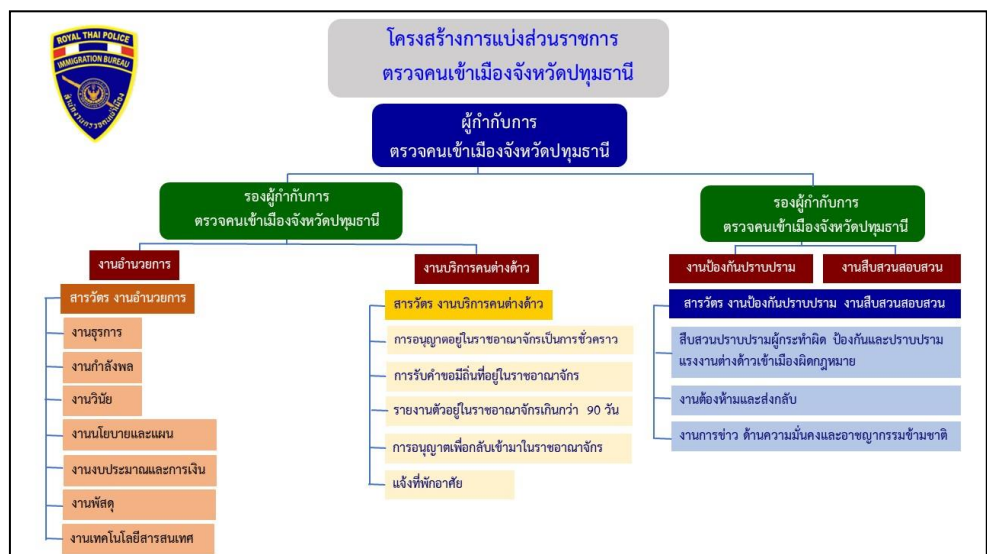 ROYAL THAI POLICE
IMMIGRATION BUREAU
สำนักงานตรวจคนเข้าเมือง
โครงสร้างการแบ่งส่วนราชการ
ตรวจคนเข้าเมืองจังหวัดปทุมธานี
ผู้กำกับการ
ตรวจคนเข้าเมืองจังหวัดปทุมธานี
รองผู้กำกับการ
ตรวจคนเข้าเมืองจังหวัดปทุมธานี
รองผู้กำกับการ
ตรวจคนเข้าเมืองจังหวัดปทุมธานี
งานอำนวยการ
สารวัตร งานอำนวยการ
งานธุรการ
งานกำลังพล
งานวินัย
งานนโยบายและแผน
งานงบประมาณและการเงิน
งานพัสดุ
งานเทคโนโลยีสารสนเทศ
งานบริการคนต่างด้าว
สารวัตร งานบริการคนต่างด้าว
การอนุญาตอยู่ในราชอาณาจักรเป็นการชั่วคราว
การรับคำขอมีถิ่นที่อยู่ในราชอาณาจักร
รายงานตัวอยู่ในราชอาณาจักรเกินกว่า 90 วัน
การอนุญาตเพื่อกลับเข้ามาในราชอาณาจักร
แจ้งที่พักอาศัย
งานป้องกันปราบปราม
งานสืบสวนสอบสวน
สารวัตร งานป้องกันปราบปราม งานสืบสวนสอบสวน
สืบสวนปราบปรามผู้กระทำผิด ป้องกันและปราบปราม
แรงงานต่างด้าวเข้าเมืองผิดกฎหมาย
งานต้องห้ามและส่งกลับ
งานการข่าว ด้านความมั่นคงและอาชญากรรมข้ามชาติ